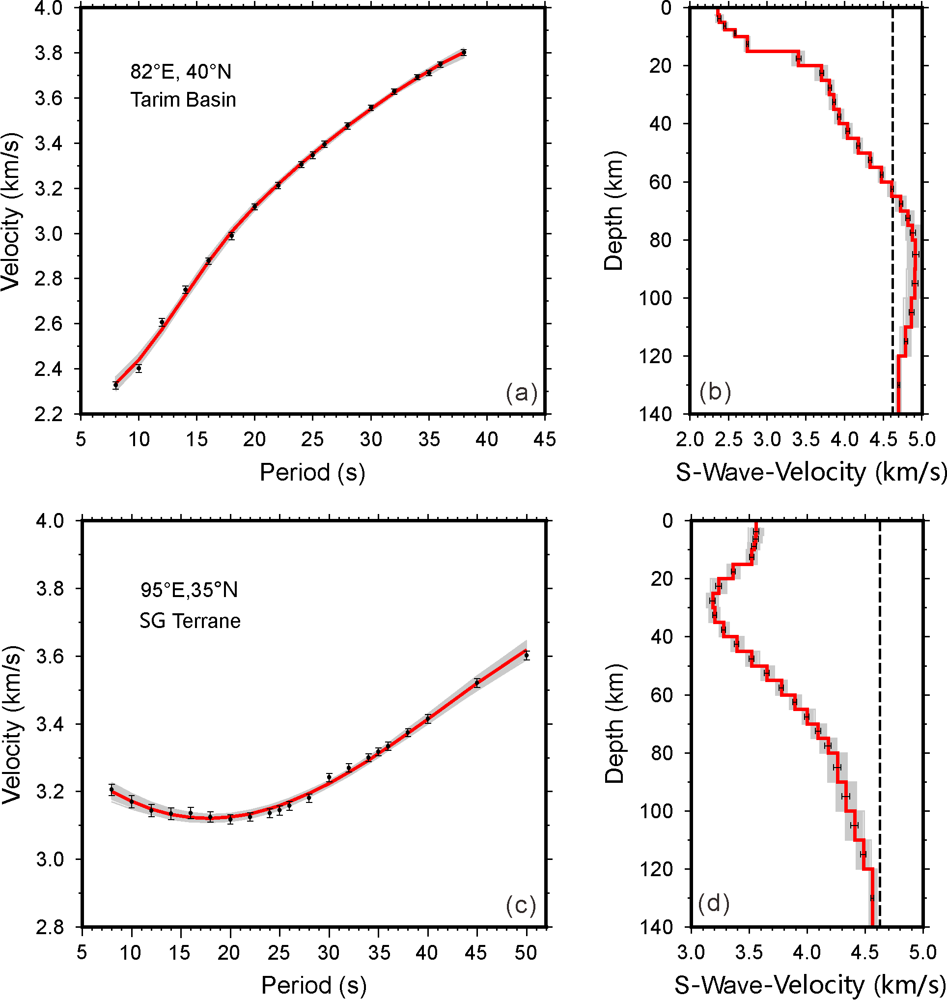 4.0
3.8
3.6
3.4
3.2
3.0
2.8
2.6
2.4
2.2
Velocity (km/s)
82°E, 40°N
Tarim Basin
(a)
5 10 15 20 25 30 35 40 45
Period (s)
0
20
40
60
80
100
120
140
Depth (km)
(b)
2.0 2.5 3.0 3.5 4.0 4.5 5.0
S-Wave-Velocity (km/s)
4.0
3.8
3.6
3.4
3.2
3.0
2.8
Velocity (km/s)
95°E,35°N
SG Terrane
(c)
5 10 15 20 25 30 35 40 45 50
Period (s)
0
20
40
60
80
100
120
140
Depth (km)
(d)
3.0 3.5 4.0 4.5 5.0
S-Wave-Velocity (km/s)